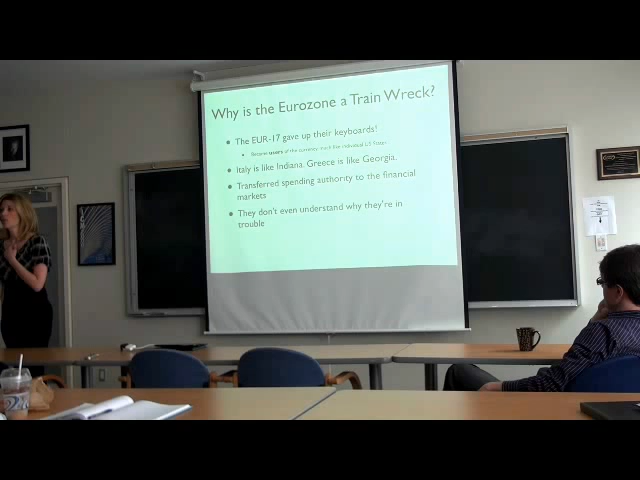 Why is the Eurozone a Train Wreck?
The EUR-17 gave up their keyboards!
Became users of the currency, much like individual US States
Italy is like Indiana. Greece is like Georgia.
Transferred spending authority to the financial
markets
They don't even understand why they're in
trouble